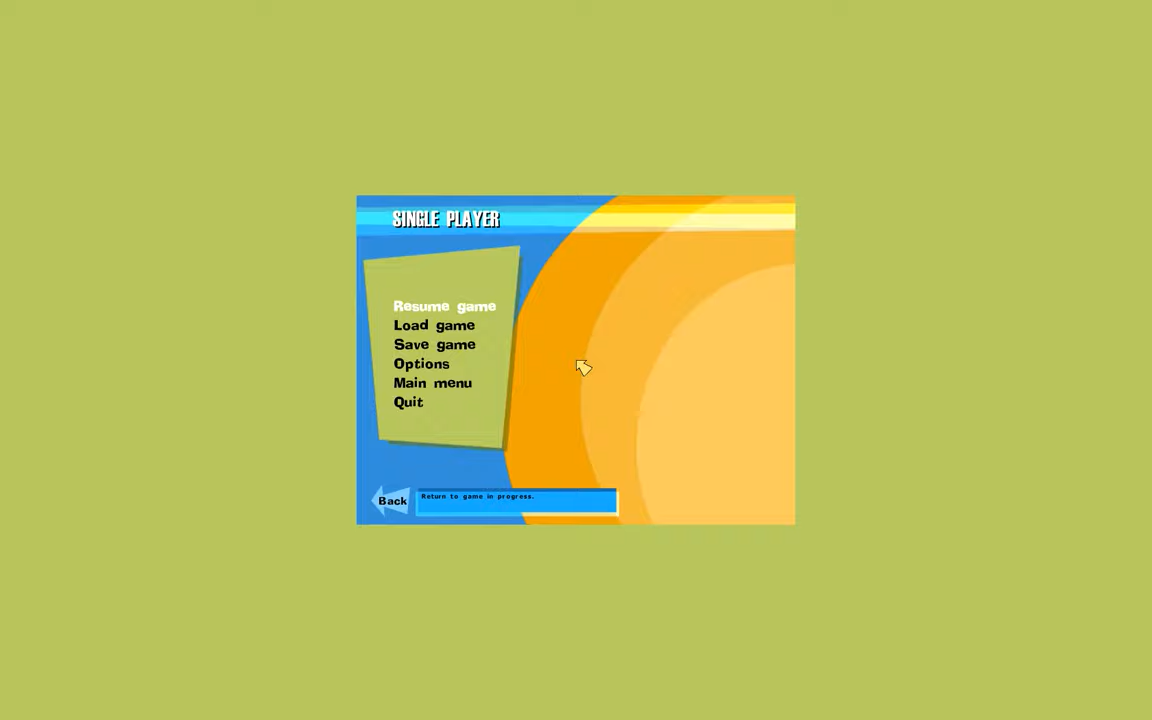 SINGLE PLAYER
Resume game
Load game
Save game
Options
Main menu
Quit
Back
Return to game in progress.